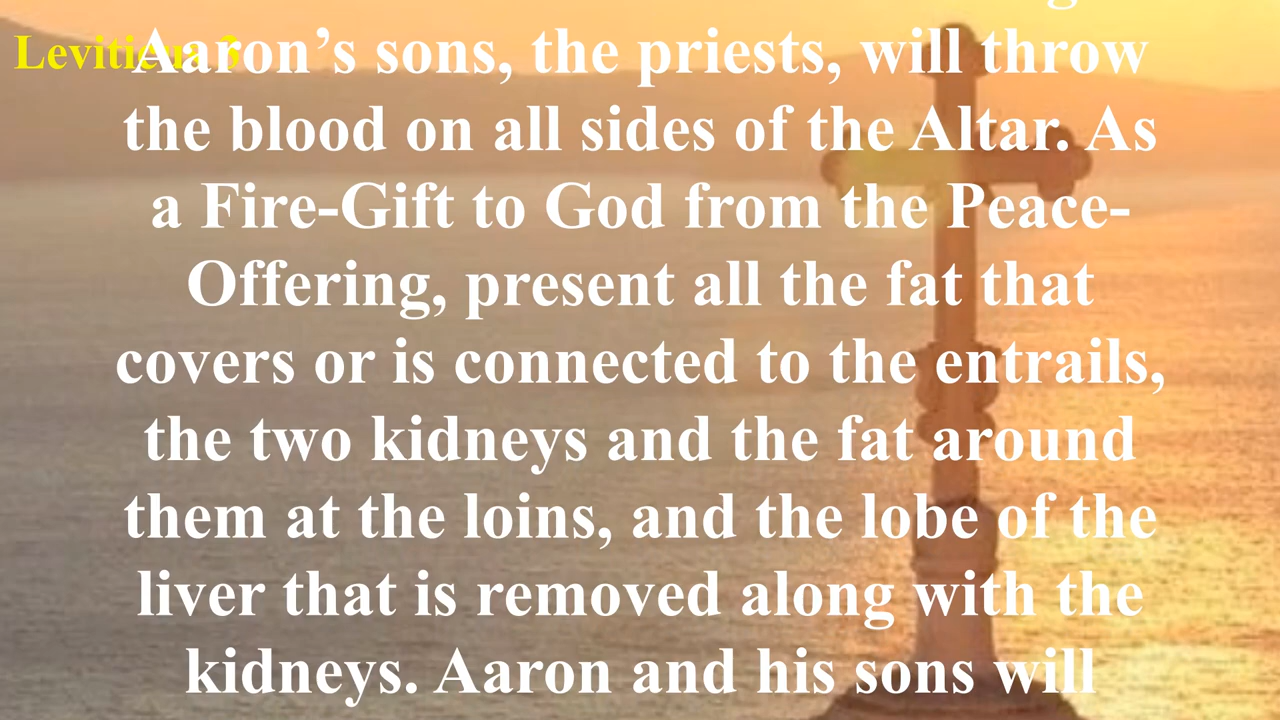 Leviticus 3
Aaron’s sons, the priests, will throw
the blood on all sides of the Altar. As
a Fire-Gift to God from the Peace-
Offering, present all the fat that
covers or is connected to the entrails,
the two kidneys and the fat around
them at the loins, and the lobe of the
liver that is removed along with the
kidneys. Aaron and his sons will